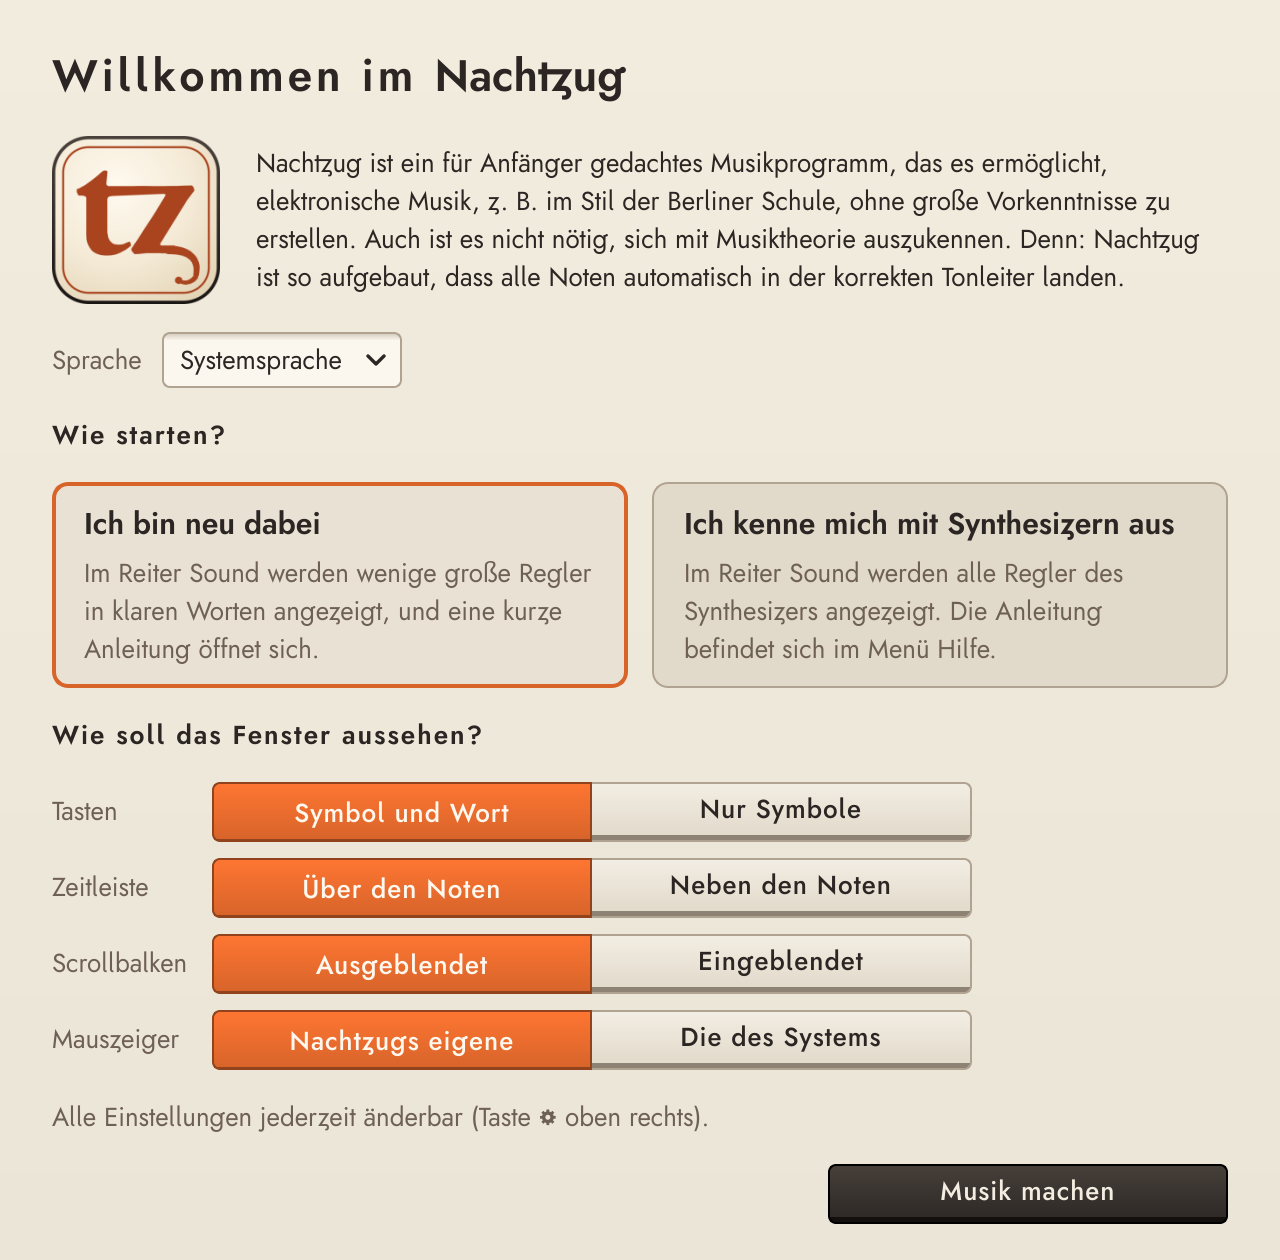 Willkommen im Nachtzug
tz
Nachtzug ist ein für Anfänger gedachtes Musikprogramm, das es ermöglicht,
elektronische Musik, z. B. im Stil der Berliner Schule, ohne große Vorkenntnisse zu
erstellen. Auch ist es nicht nötig, sich mit Musiktheorie auszukennen. Denn: Nachtzug
ist so aufgebaut, dass alle Noten automatisch in der korrekten Tonleiter landen.
Sprache Systemsprache
Wie starten?
Ich bin neu dabei
Im Reiter Sound werden wenige große Regler
in klaren Worten angezeigt, und eine kurze
Anleitung öffnet sich.
Ich kenne mich mit Synthesizern aus
Im Reiter Sound werden alle Regler des
Synthesizers angezeigt. Die Anleitung
befindet sich im Menü Hilfe.
Wie soll das Fenster aussehen?
Tasten Symbol und Wort Nur Symbole
Zeitleiste Über den Noten Neben den Noten
Scrollbalken Ausgeblendet Eingeblendet
Mauszeiger Nachtzugs eigene Die des Systems
Alle Einstellungen jederzeit änderbar (Taste oben rechts).
Musik machen